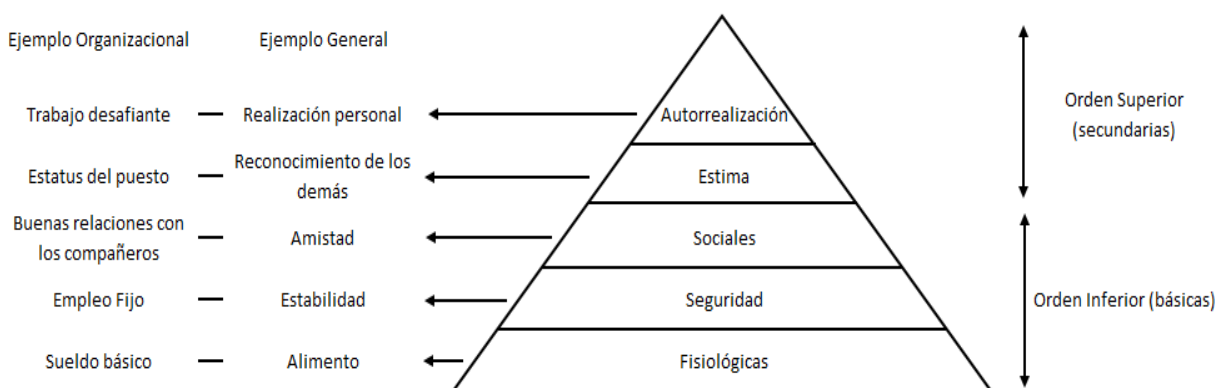 Ejemplo Organizacional
Ejemplo General
Trabajo desafiante
Realización personal
Autorrealización
Orden Superior
(secundarias)
Estatus del puesto
Reconocimiento de los
demás
Estima
Buenas relaciones con
los compañeros
Amistad
Sociales
Empleo Fijo
Estabilidad
Seguridad
Orden Inferior (básicas)
Sueldo básico
Alimento
Fisiológicas